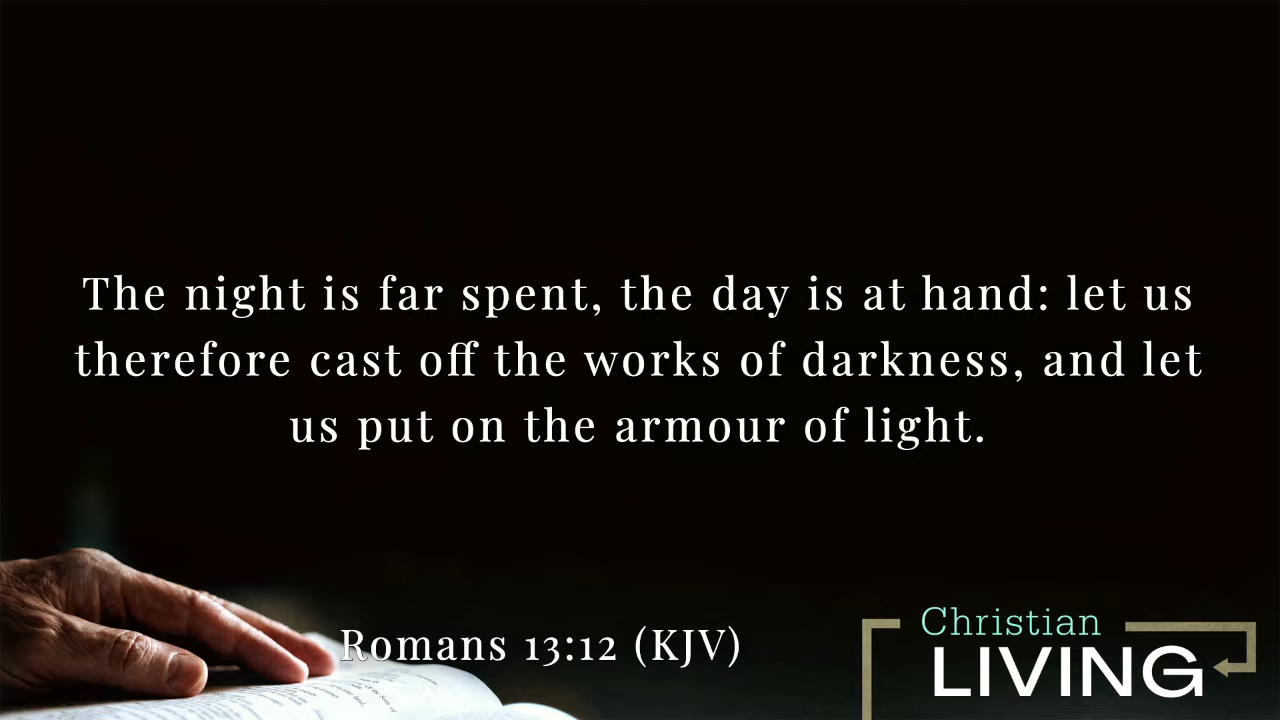 The night is far spent, the day is at hand: let us
therefore cast off the works of darkness, and let
us put on the armour of light.
Romans 13:12 (KJV)
Christian
LIVING